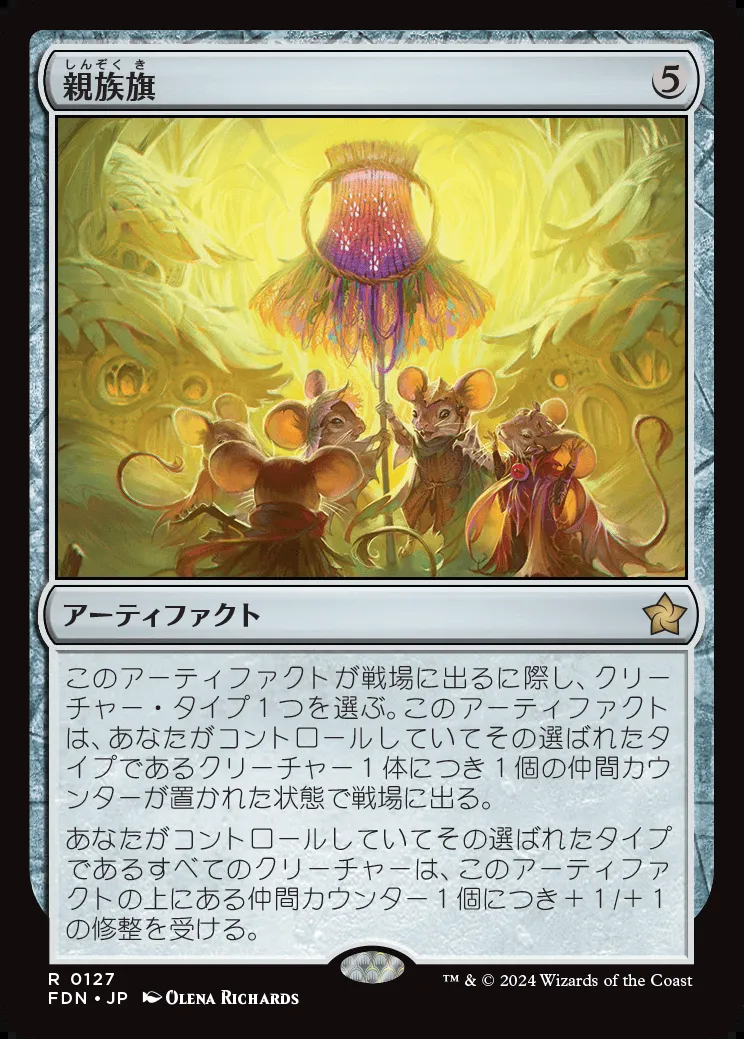 しんぞく き
親族旗
5
アーティファクト
このアーティファクトが戦場に出るに際し、クリー
チャー・タイプ１つを選ぶ。このアーティファクト
は、あなたがコントロールしていてその選ばれたタ
イプであるクリーチャー１体につき１個の仲間カウ
ンターが置かれた状態で戦場に出る。
あなたがコントロールしていてその選ばれたタイプ
であるすべてのクリーチャーは、このアーティファ
クトの上にある仲間カウンター１個につき＋１/＋１
の修整を受ける。
R 0127
FDN • JP Olena Richards
™ & © 2024 Wizards of the Coast